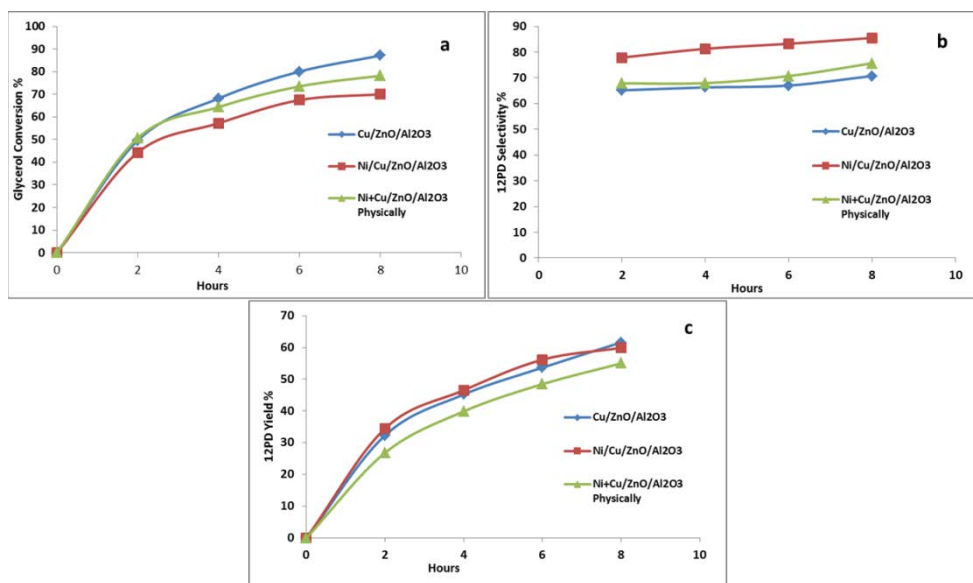 a
Glycerol Conversion %
100
90
80
70
60
50
40
30
20
10
0
0 2 4 6 8 10
Hours
Cu/ZnO/Al2O3
Ni/Cu/ZnO/Al2O3
Ni+Cu/ZnO/Al2O3
Physically
b
12PD Selectivity %
90
80
70
60
50
40
30
20
10
0
0 2 4 6 8 10
Hours
Cu/ZnO/Al2O3
Ni/Cu/ZnO/Al2O3
Ni+Cu/ZnO/Al2O3
Physically
c
12PD Yield %
70
60
50
40
30
20
10
0
0 2 4 6 8 10
Hours
Cu/ZnO/Al2O3
Ni/Cu/ZnO/Al2O3
Ni+Cu/ZnO/Al2O3
Physically